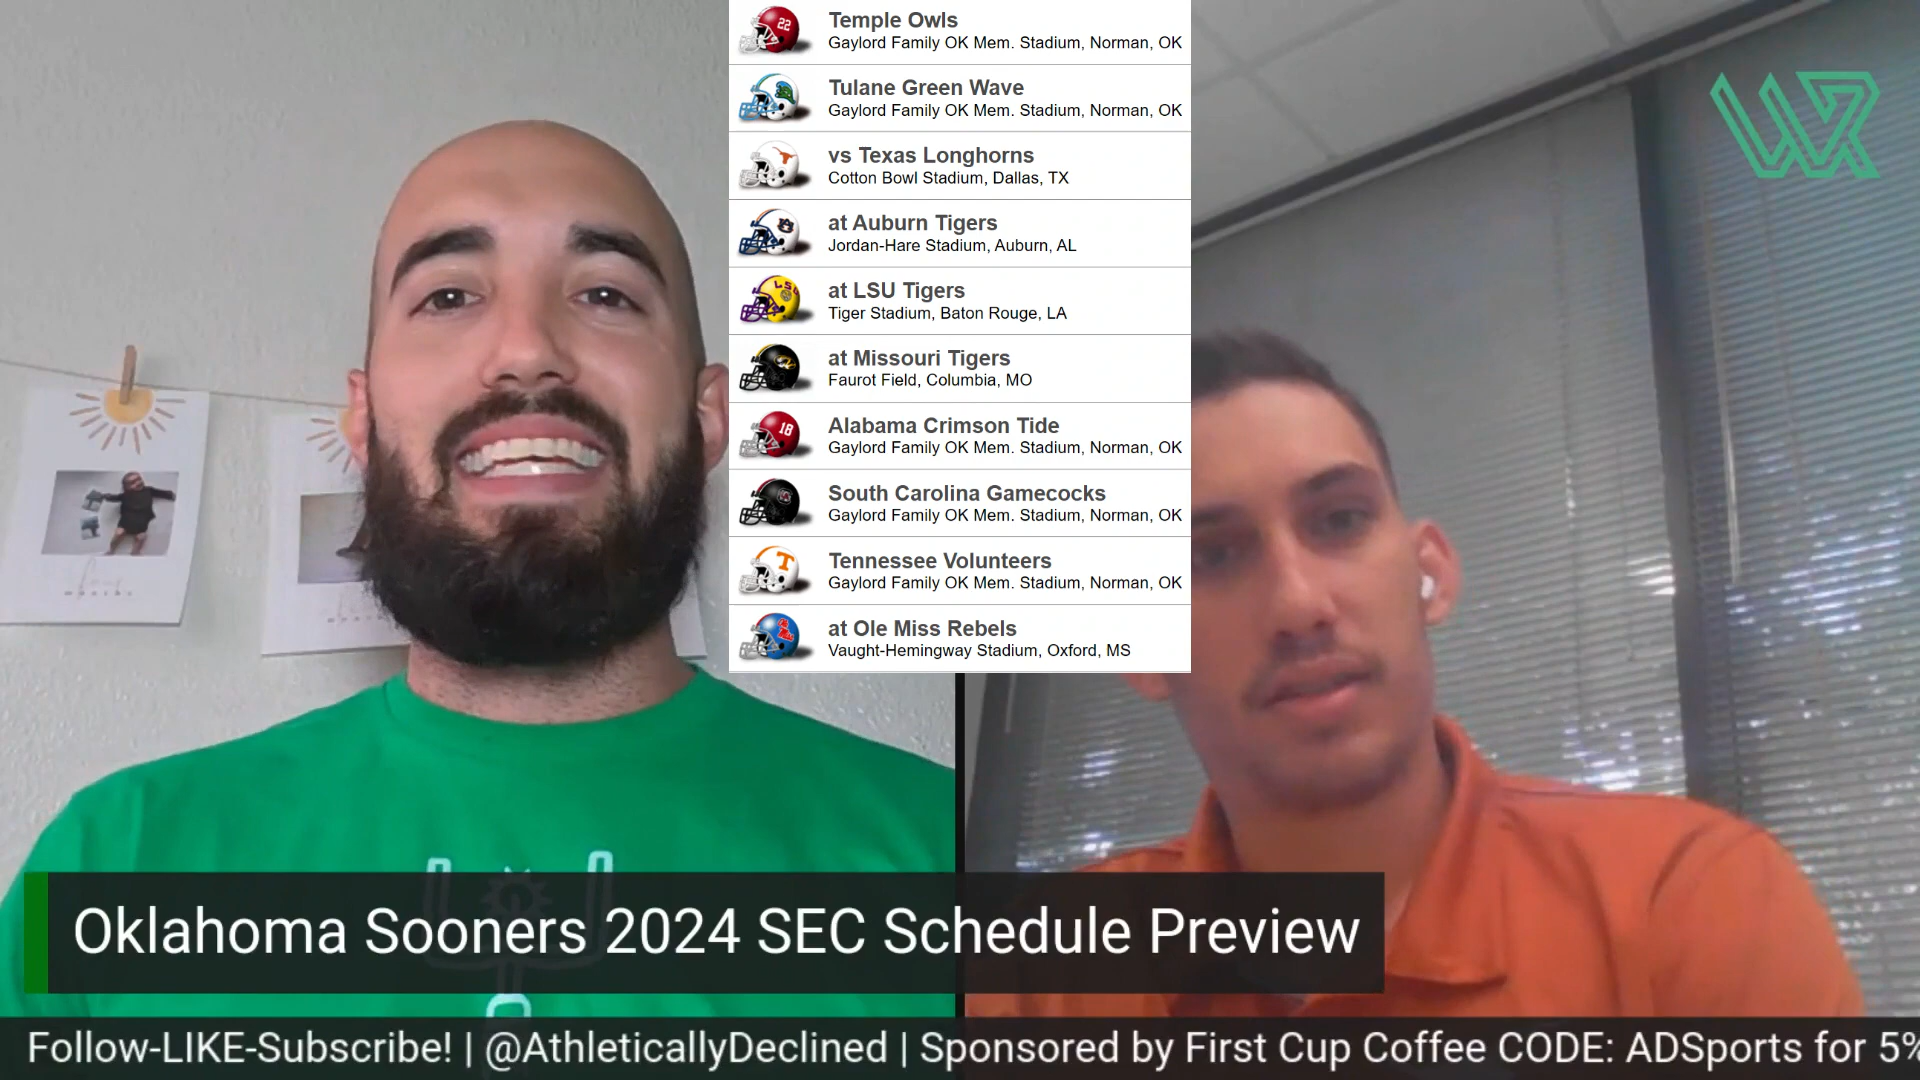 22
Temple Owls
Gaylord Family OK Mem. Stadium, Norman, OK
Tulane Green Wave
Gaylord Family OK Mem. Stadium, Norman, OK
vs Texas Longhorns
Cotton Bowl Stadium, Dallas, TX
at Auburn Tigers
Jordan-Hare Stadium, Auburn, AL
LSU
at LSU Tigers
Tiger Stadium, Baton Rouge, LA
at Missouri Tigers
Faurot Field, Columbia, MO
18
Alabama Crimson Tide
Gaylord Family OK Mem. Stadium, Norman, OK
South Carolina Gamecocks
Gaylord Family OK Mem. Stadium, Norman, OK
T
Tennessee Volunteers
Gaylord Family OK Mem. Stadium, Norman, OK
at Ole Miss Rebels
Vaught-Hemingway Stadium, Oxford, MS
Oklahoma Sooners 2024 SEC Schedule Preview
Follow-LIKE-Subscribe! | @AthleticallyDeclined | Sponsored by First Cup Coffee CODE: ADSports for 5%